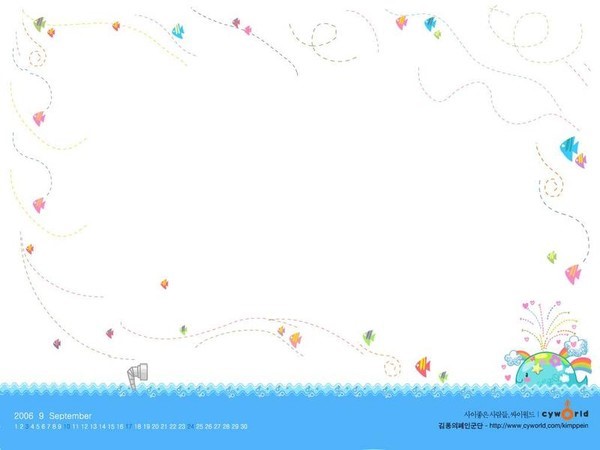 2006 9 September
1 2 3 4 5 6 7 8 9 10 11 12 13 14 15 16 17 18 19 20 21 22 23 24 25 26 27 28 29 30
사이좋은 사람들, 싸이월드 | cyworld
김풍의폐인군단 - http://www.cyworld.com/kimppein